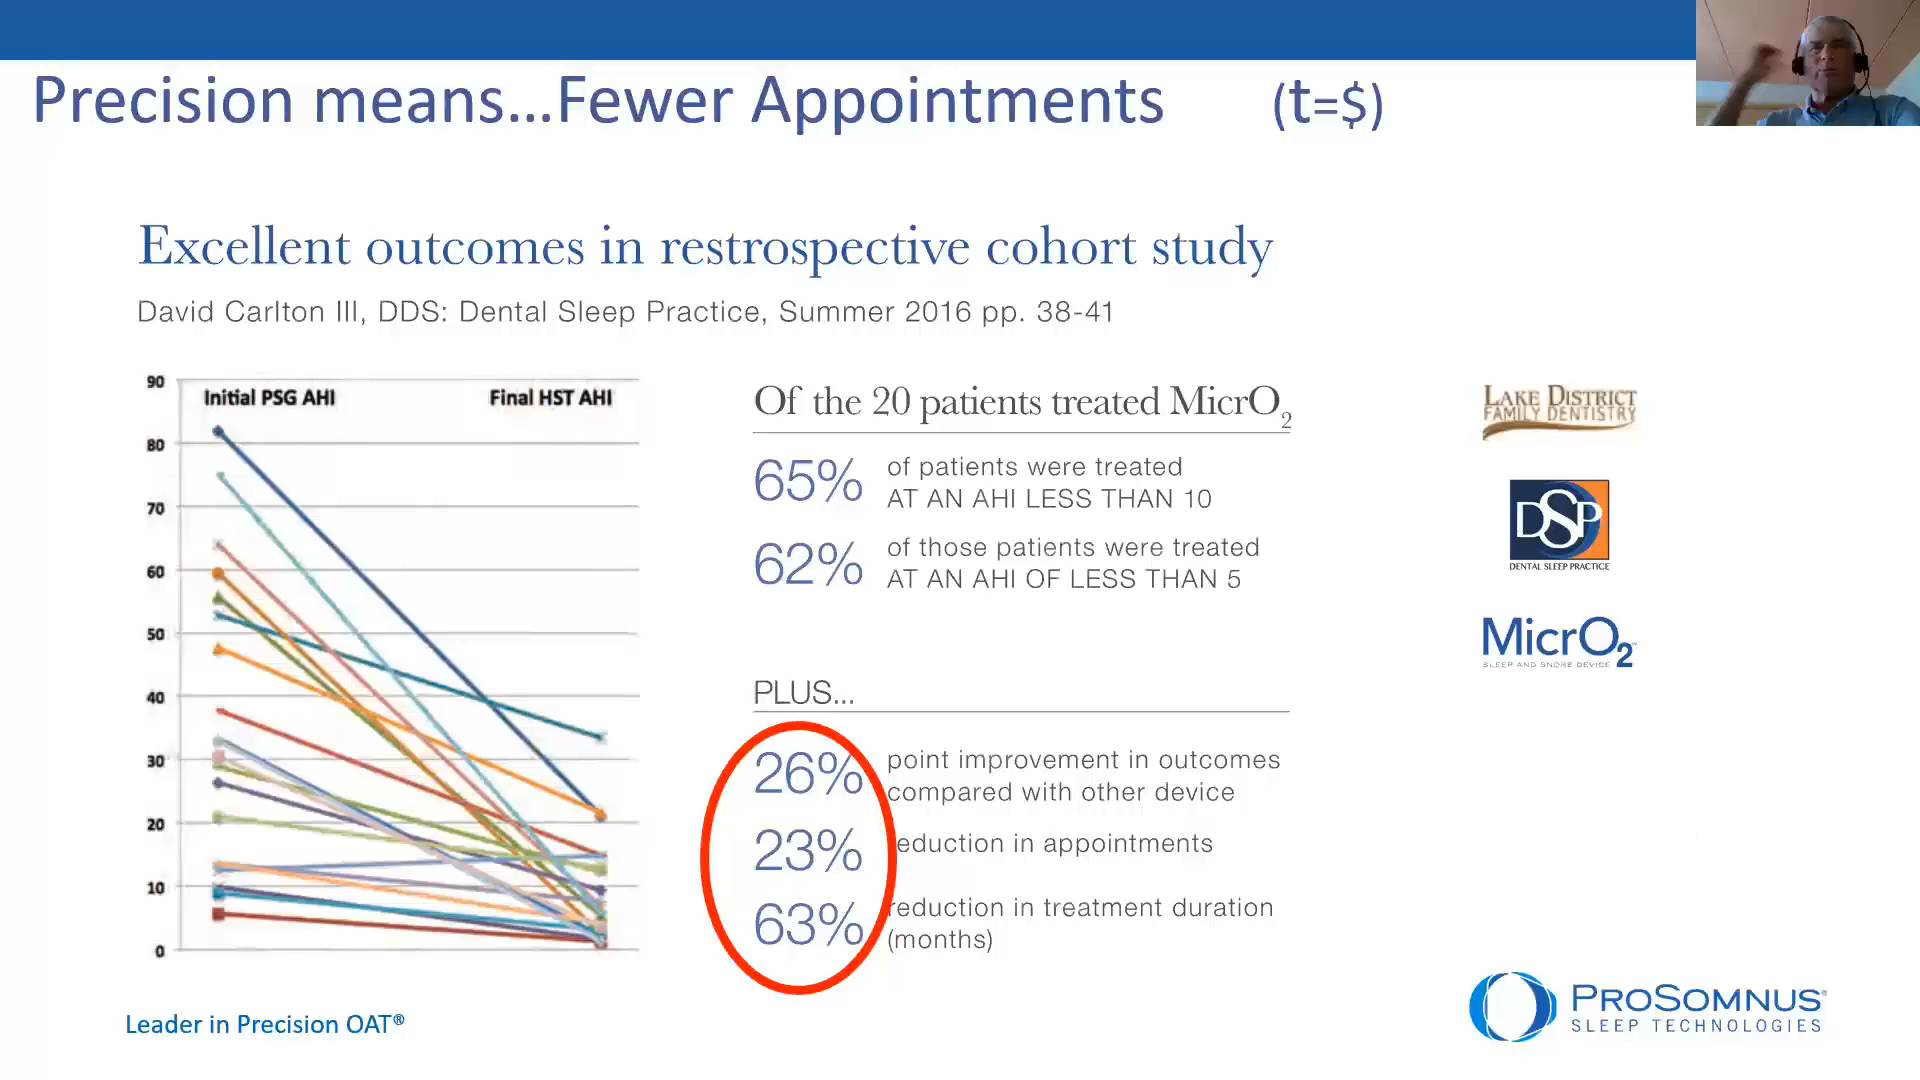 Precision means...Fewer Appointments (t=$)
Excellent outcomes in restrospective cohort study
David Carlton III, DDS: Dental Sleep Practice, Summer 2016 pp. 38-41
Initial PSG AHI
Final HST AHI
90
80
70
60
50
40
30
20
10
0
Of the 20 patients treated MicrO2
65% of patients were treated
AT AN AHI LESS THAN 10
62% of those patients were treated
AT AN AHI OF LESS THAN 5
PLUS...
26% point improvement in outcomes
compared with other device
23% eduction in appointments
63% reduction in treatment duration
(months)
LAKE DISTRICT
FAMILY DENTISTRY
DSP
DENTAL SLEEP PRACTICE
MicrO2
SLEEP AND SNORE DEVICE
Leader in Precision OAT®
PROSOMNUS®
SLEEP TECHNOLOGIES